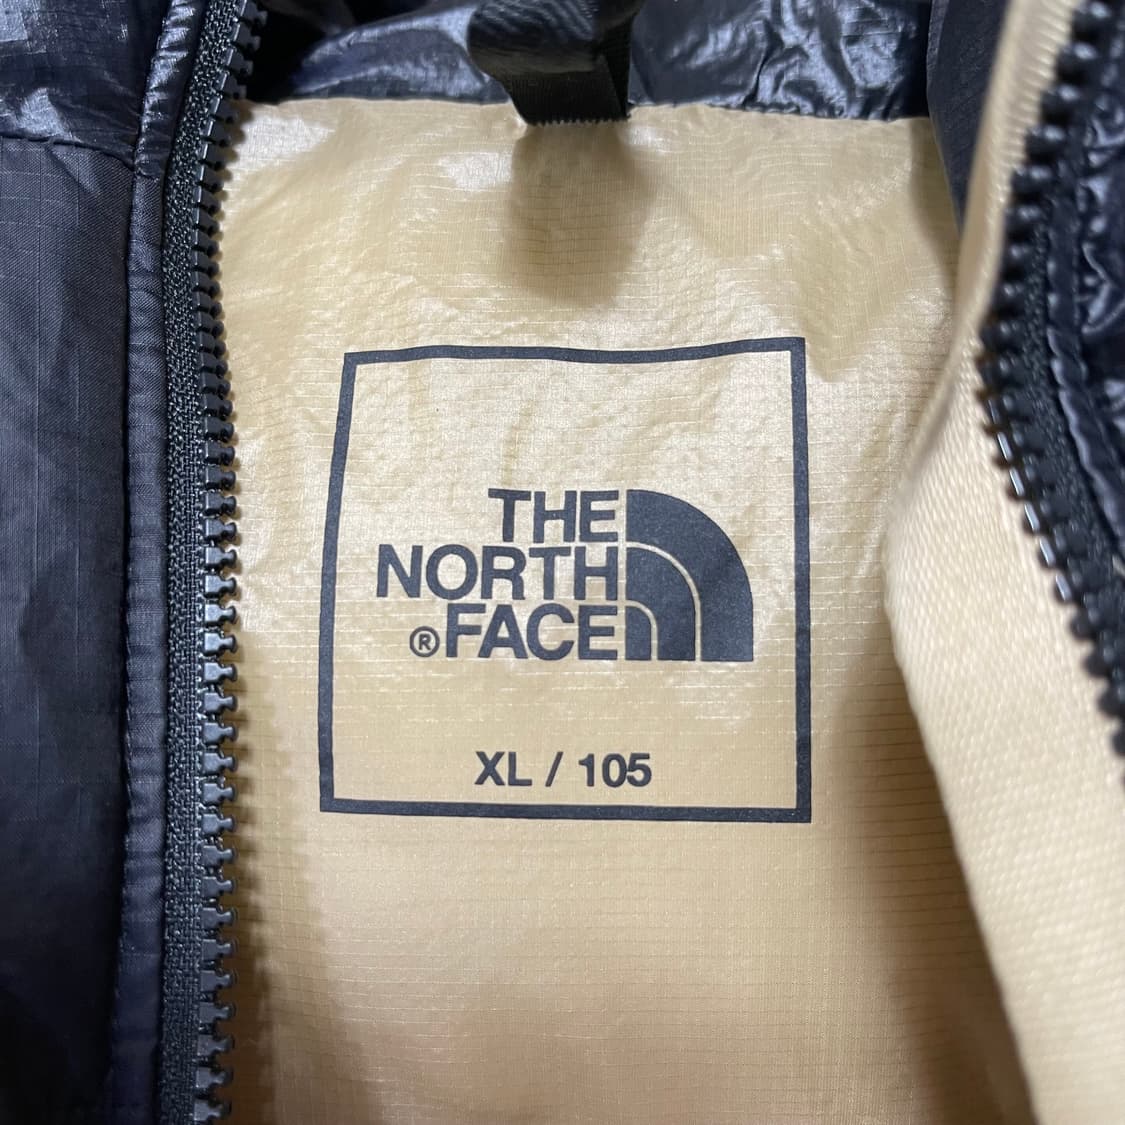 THE
NORTH
®FACE
XL / 105